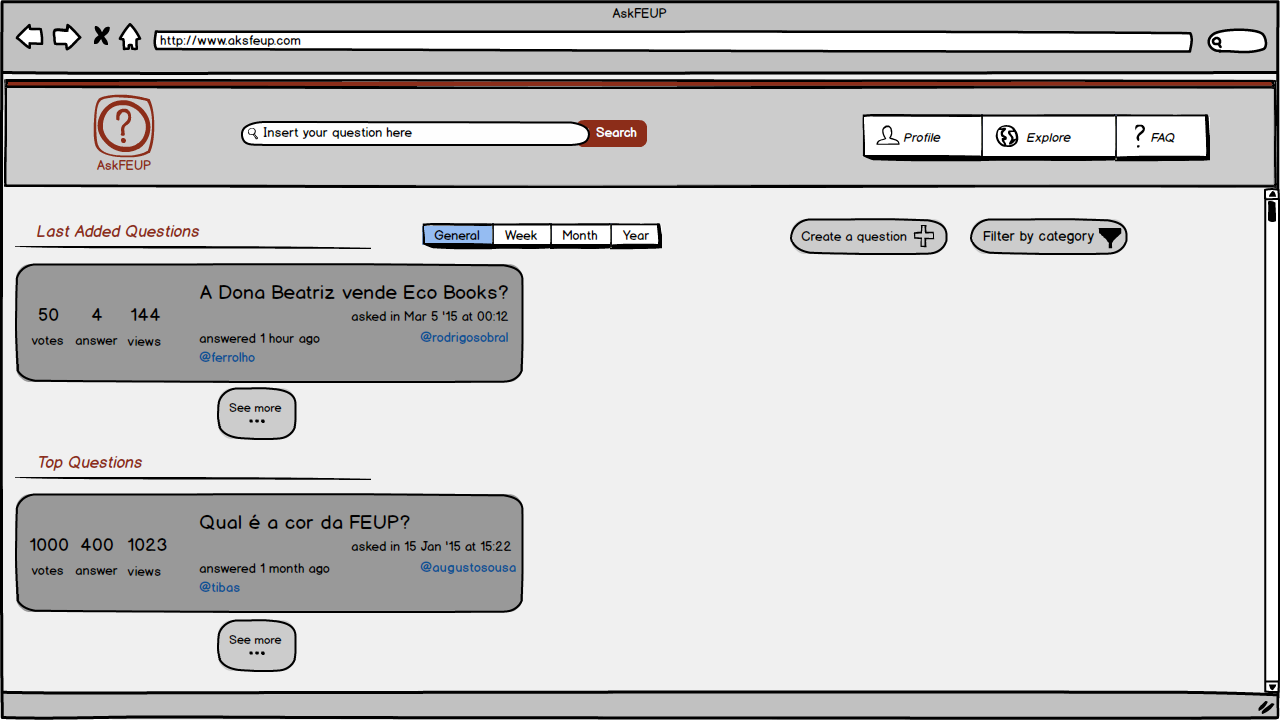 AskFEUP
http://www.aksfeup.com
Insert your question here
Search
Profile
Explore
FAQ
AskFEUP
Last Added Questions
General
Week
Month
Year
Create a question
Filter by category
A Dona Beatriz vende Eco Books?
50
4
144
asked in Mar 5 '15 at 00:12
votes
answer
views
answered 1 hour ago
@rodrigosobral
@ferrolho
See more
Top Questions
Qual é a cor da FEUP?
1000
400
1023
asked in 15 Jan '15 at 15:22
votes
answer
views
answered 1 month ago
@augustosousa
@tibas
See more